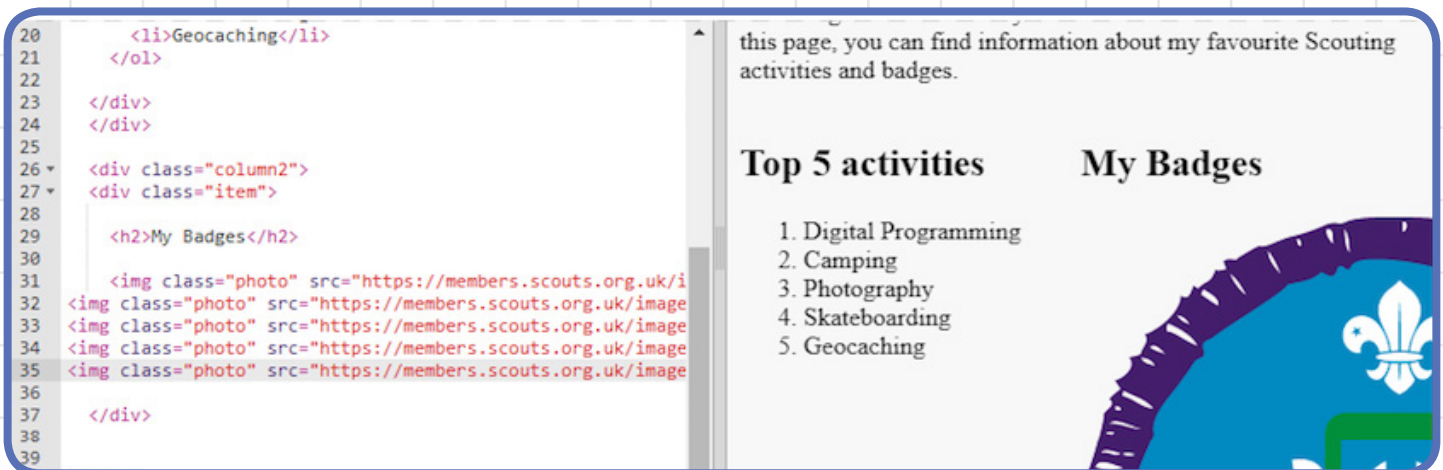 20 <li>Geocaching</li>
21 </ol>
22
23 </div>
24 </div>
25
26 <div class="column2">
27 <div class="item">
28
29 <h2>My Badges</h2>
30
31 <img class="photo" src="https://members.scouts.org.uk/i
32 <img class="photo" src="https://members.scouts.org.uk/image
33 <img class="photo" src="https://members.scouts.org.uk/image
34 <img class="photo" src="https://members.scouts.org.uk/image
35 <img class="photo" src="https://members.scouts.org.uk/image
36
37 </div>
38
39
this page, you can find information about my favourite Scouting
activities and badges.
Top 5 activities
1. Digital Programming
2. Camping
3. Photography
4. Skateboarding
5. Geocaching
My Badges